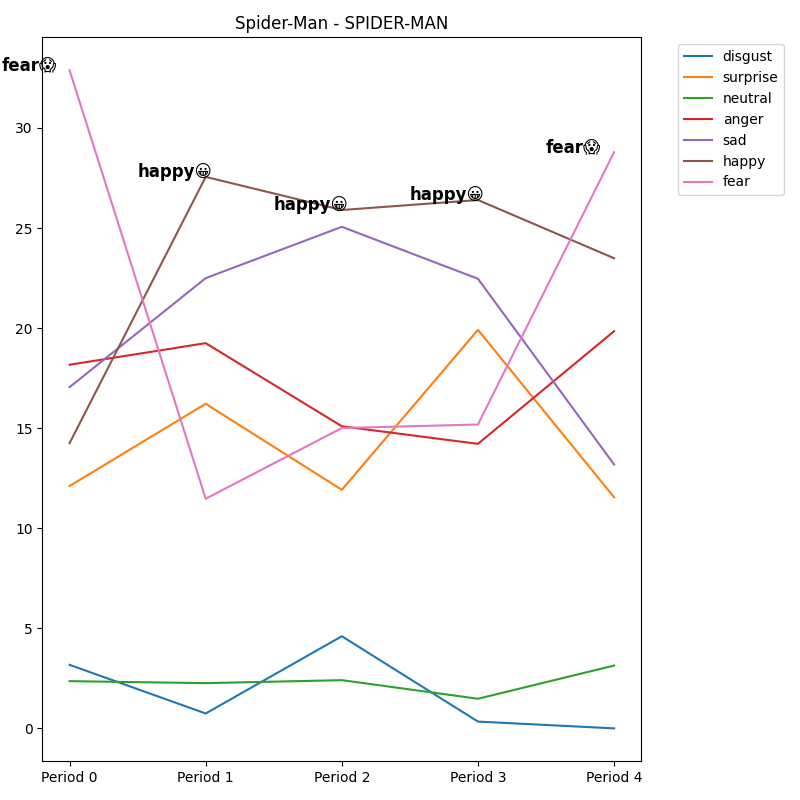 Spider-Man - SPIDER-MAN
fear😱
happy😀
happy😀
happy😀
fear😱
30
25
20
15
10
5
0
Period 0 Period 1 Period 2 Period 3 Period 4
disgust
surprise
neutral
anger
sad
happy
fear